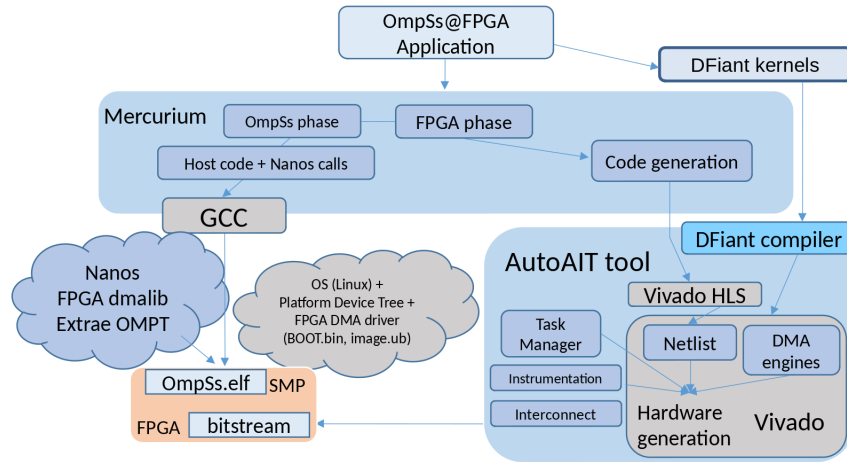 OmpSs@FPGA
Application
DFiant kernels
Mercurium
OmpSs phase
FPGA phase
Host code + Nanos calls
Code generation
GCC
DFiant compiler
Nanos
FPGA dmalib
Extrae OMPT
OS (Linux) +
Platform Device Tree +
FPGA DMA driver
(BOOT.bin, image.ub)
AutoAIT tool
Vivado HLS
Task
Manager
Netlist
DMA
engines
Instrumentation
Interconnect
Hardware
generation
Vivado
OmpSs.elf
SMP
FPGA
bitstream